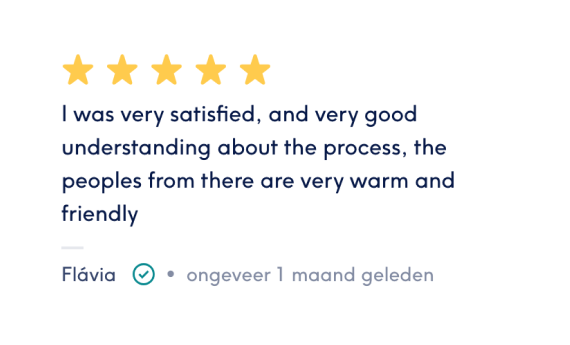 I was very satisfied, and very good
understanding about the process, the
peoples from there are very warm and
friendly
Flávia • ongeveer 1 maand geleden